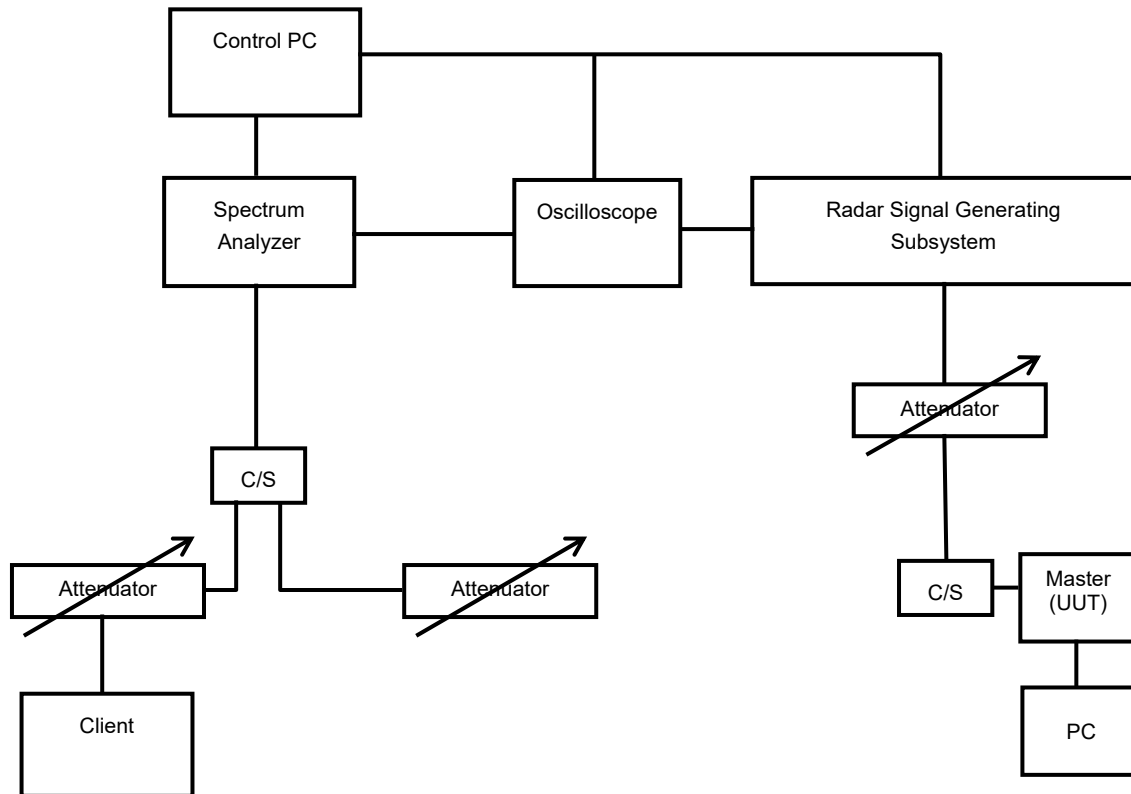 Control PC
Spectrum
Analyzer
Oscilloscope
Radar Signal Generating
Subsystem
Attenuator
C/S
Attenuator
Attenuator
C/S
Master
(UUT)
Client
PC